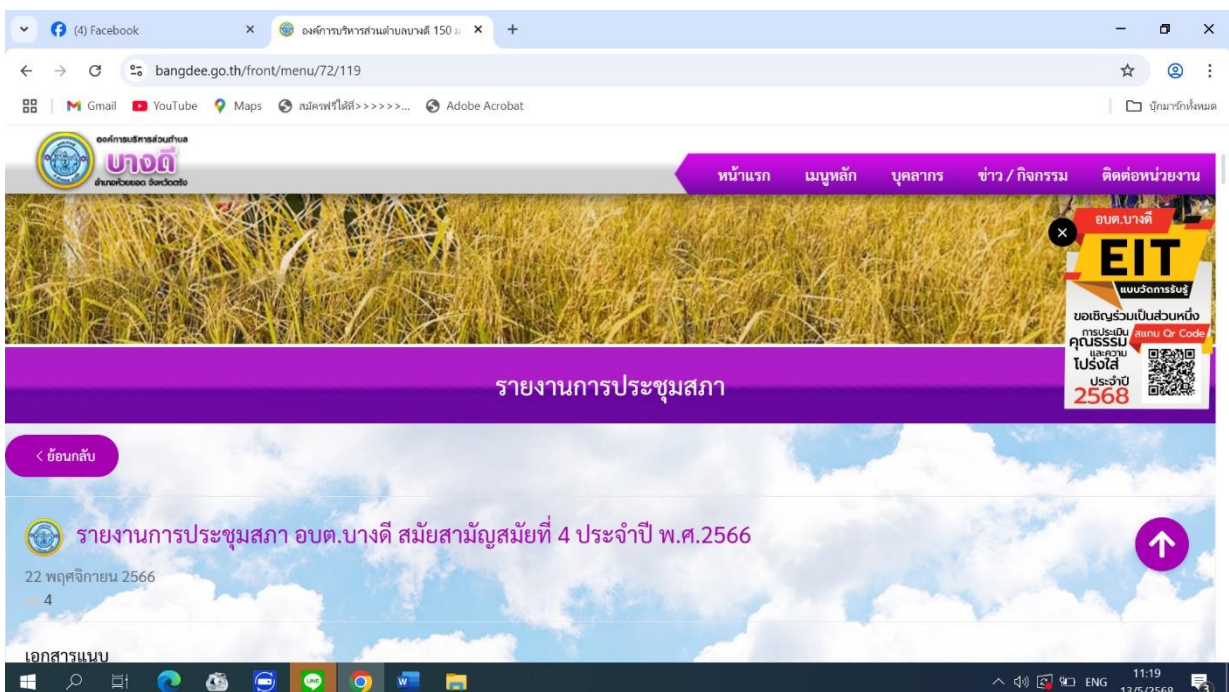 (4) Facebook
องค์การบริหารส่วนตำบลบางดี 150 ม
bangdee.go.th/front/menu/72/119
Gmail
YouTube
Maps
สมัครฟรีได้ที่>>>>>>...
Adobe Acrobat
บุ๊กมาร์กทั้งหมด
องค์การบริหารส่วนตำบล
บางดี
อำเภอห้วยยอด จังหวัดตรัง
หน้าแรก
เมนูหลัก
บุคลากร
ข่าว / กิจกรรม
ติดต่อหน่วยงาน
อบต.บางดี
EIT
แบบวัดการรับรู้
ขอเชิญร่วมเป็นส่วนหนึ่ง
การประเมิน
คุณธรรม
และความ
โปร่งใส
ประจำปี
2568
สแกน Qr Code
รายงานการประชุมสภา
< ย้อนกลับ
รายงานการประชุมสภา อบต.บางดี สมัยสามัญสมัยที่ 4 ประจำปี พ.ศ.2566
22 พฤศจิกายน 2566
4
เอกสารแนบ
LINE
W
ENG
11:19
13/5/2568
3